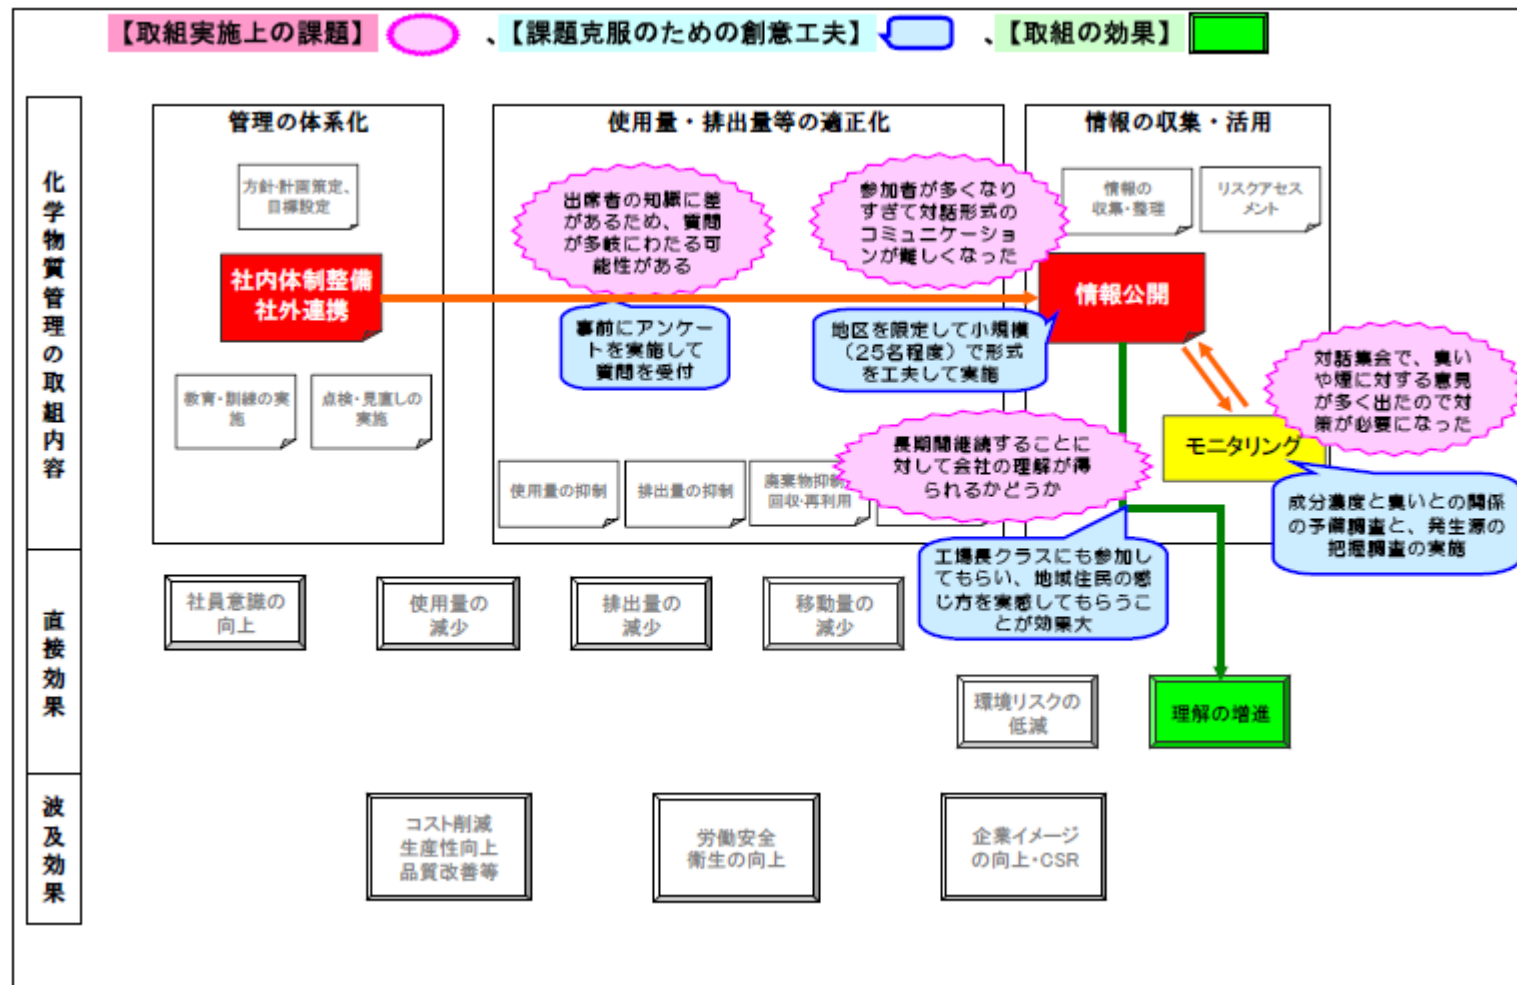 【取組実施上の課題】 、【課題克服のための創意工夫】 、【取組の効果】
化学物質管理の取組内容
管理の体系化
方針・計画策定、
目標設定
社内体制整備
社外連携
教育・訓練の実
施
点検・見直しの
実施
使用量・排出量等の適正化
出席者の知識に差
があるため、質問
が多岐にわたる可
能性がある
事前にアンケー
トを実施して
質問を受付
参加者が多くなり
すぎて対話形式の
コミュニケーショ
ンが難しくなった
地区を限定して小規模
(25名程度)で形式
を工夫して実施
使用量の抑制
排出量の抑制
廃棄物抑制
回収・再利用
長期間継続することに
対して会社の理解が得
られるかどうか
工場長クラスにも参加し
てもらい、地域住民の感
じ方を実感してもらうこ
とが効果大
情報の収集・活用
情報の
収集・整理
リスクアセス
メント
情報公開
モニタリング
対話集会で、臭い
や煙に対する意見
が多く出たので対
策が必要になった
成分濃度と臭いとの関係
の予備調査と、発生源の
把握調査の実施
直接効果
社員意識の
向上
使用量の
減少
排出量の
減少
移動量の
減少
環境リスクの
低減
理解の増進
波及効果
コスト削減
生産性向上
品質改善等
労働安全
衛生の向上
企業イメージ
の向上・CSR